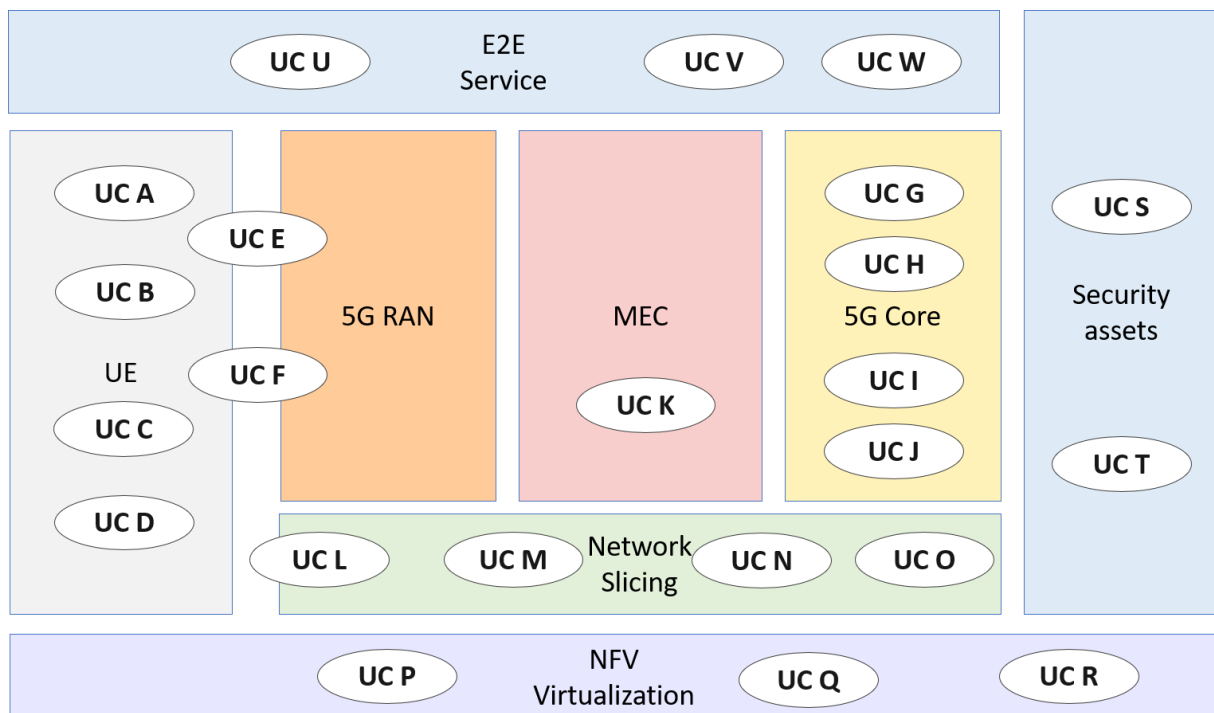 UC U
E2E
Service
UC V
UC W
UC A
UC B
UE
UC C
UC D
UC E
UC F
5G RAN
MEC
UC K
UC G
UC H
5G Core
UC I
UC J
UC S
Security
assets
UC T
UC L
UC M
Network
Slicing
UC N
UC O
UC P
NFV
Virtualization
UC Q
UC R